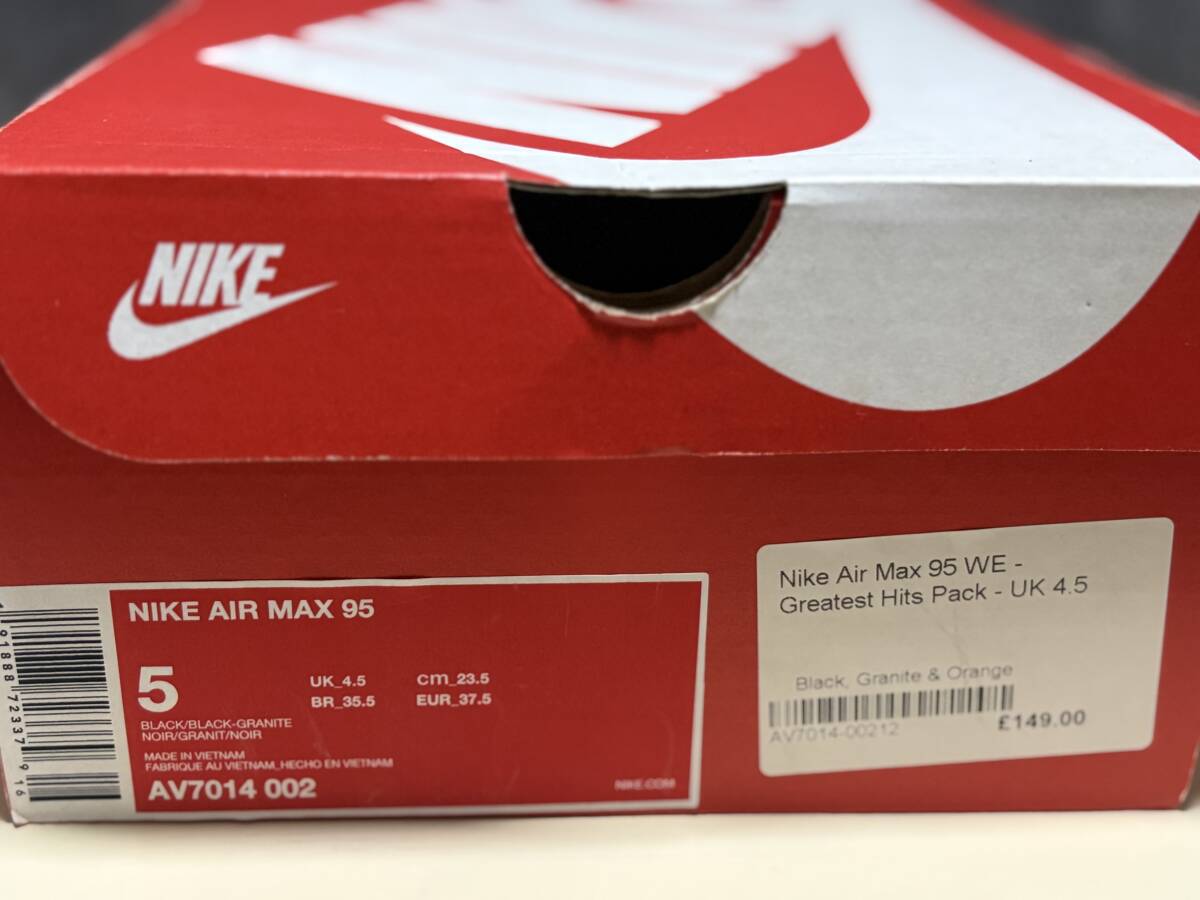 NIKE
NIKE AIR MAX 95
5
UK_4.5 cm_23.5
BR_35.5 EUR_37.5
BLACK/BLACK-GRANITE
NOIR/GRANIT/NOIR
MADE IN VIETNAM
FABRIQUE AU VIETNAM_HECHO EN VIETNAM
AV7014 002
NIKE.COM
Nike Air Max 95 WE -
Greatest Hits Pack - UK 4.5
Black, Granite & Orange
£149.00
AV7014-00212